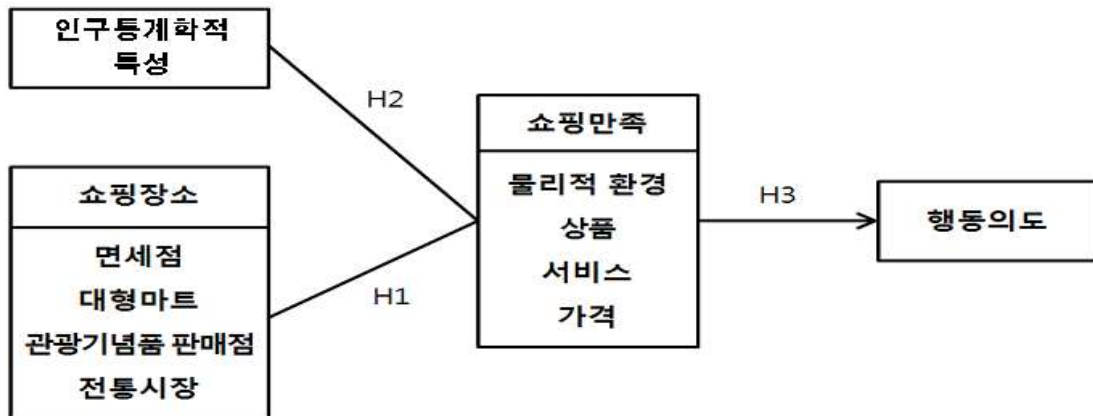 인구통계학적
특성
H2
쇼핑장소
면세점
대형마트
관광기념품 판매점
전통시장
H1
쇼핑만족
물리적 환경
상품
서비스
가격
H3
행동의도